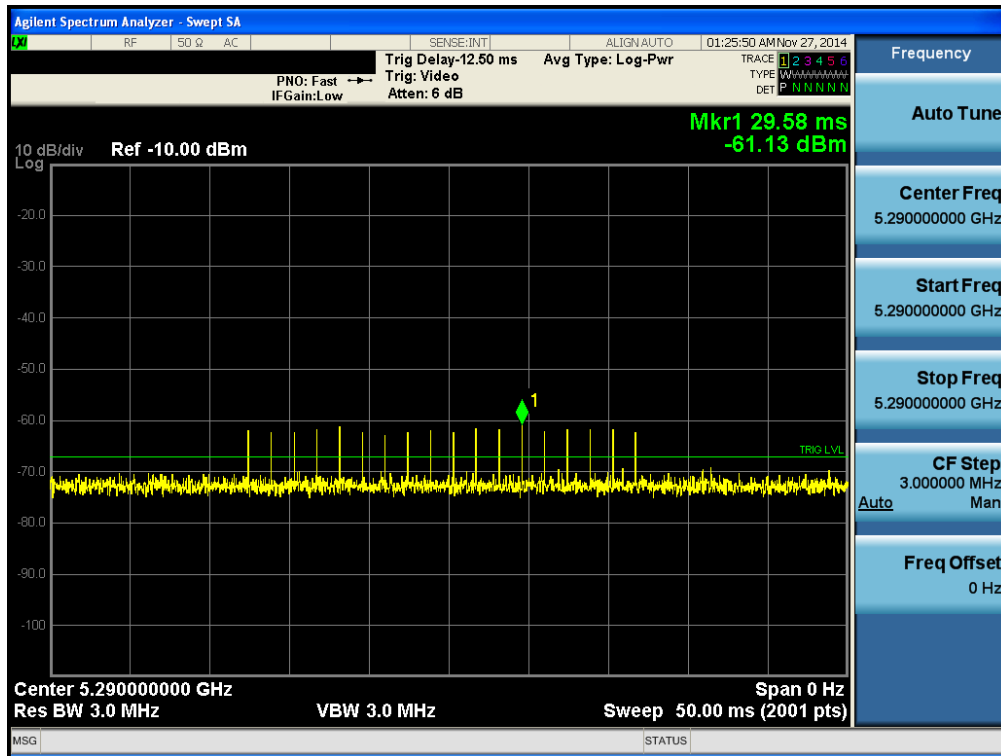 Agilent Spectrum Analyzer - Swept SA
LXI RF 50 Ω AC SENSE:INT ALIGN AUTO 01:25:50 AM Nov 27, 2014
Trig Delay-12.50 ms Avg Type: Log-Pwr TRACE 1 2 3 4 5 6
PNO: Fast Trig: Video TYPE WWWWWW
IFGain:Low Atten: 6 dB DET P N N N N N
Mkr1 29.58 ms
-61.13 dBm
10 dB/div Ref -10.00 dBm
Log
-20.0
-30.0
-40.0
-50.0
1
-60.0
TRIG LVL
-70.0
-80.0
-90.0
-100
Center 5.290000000 GHz Span 0 Hz
Res BW 3.0 MHz VBW 3.0 MHz Sweep 50.00 ms (2001 pts)
MSG STATUS
Frequency
Auto Tune
Center Freq
5.290000000 GHz
Start Freq
5.290000000 GHz
Stop Freq
5.290000000 GHz
CF Step
3.000000 MHz
Auto Man
Freq Offset
0 Hz